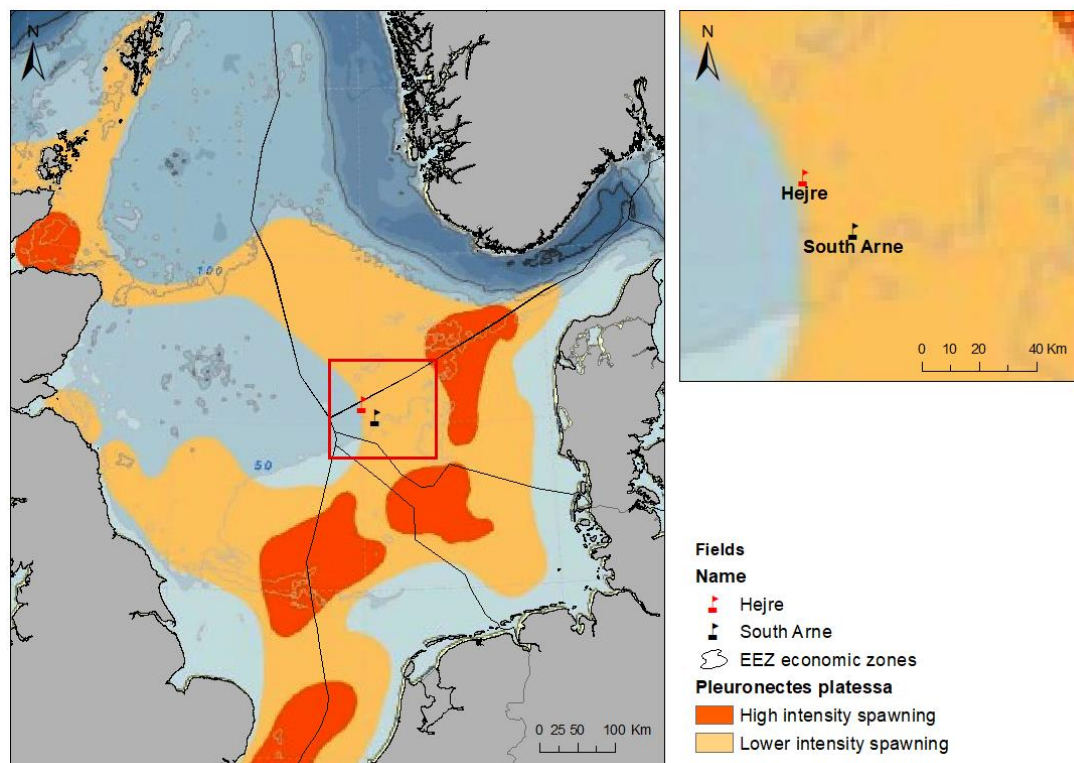 N
100
50
0 25 50 100 Km
N
Hejre
South Arne
0 10 20 40 Km
Fields
Name
Hejre
South Arne
EEZ economic zones
Pleuronectes platessa
High intensity spawning
Lower intensity spawning